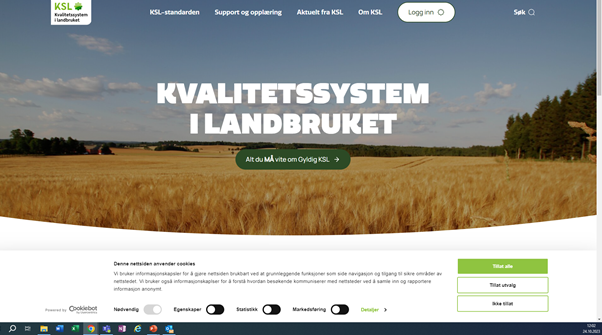 KSL
Kvalitetssystem
i landbruket
KSL-standarden Support og opplæring Aktuelt fra KSL Om KSL Logg inn Søk
KVALITETSSYSTEM
I LANDBRUKET
Alt du MÅ vite om Gyldig KSL →
Denne nettsiden anvender cookies
Vi bruker informasjonskapsler for å gjøre nettsiden brukbart ved at grunnleggende funksjoner som side navigasjon og tilgang til sikre områder av
nettstedet. Vi bruker også informasjonskapsler for å forstå hvordan besøkende kommuniserer med nettsteder ved å samle inn og rapportere
informasjon anonymt.
Tillat alle
Tillat utvalg
Ikke tillat
Powered by Cookiebot
Nødvendig Egenskaper Statistikk Markedsføring Detaljer
12:02
24.10.2023